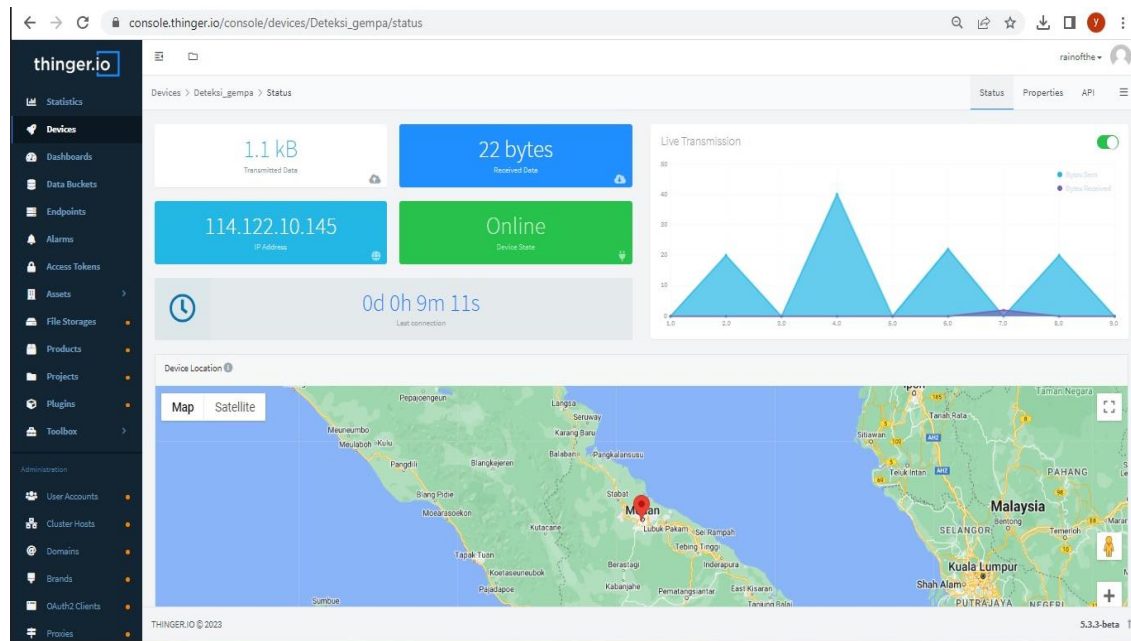 console.thinger.io/console/devices/Deteksi_gempa/status
y
thinger.io
rainofthe
Devices > Deteksi_gempa > Status
Status Properties API
Statistics
Devices
Dashboards
Data Buckets
Endpoints
Alarms
Access Tokens
Assets
File Storages
Products
Projects
Plugins
Toolbox
Administration
User Accounts
Cluster Hosts
Domains
Brands
OAuth2 Clients
Proxies
1.1 kB
Transmitted Data
22 bytes
Received Data
114.122.10.145
IP Address
Online
Device State
0d 0h 9m 11s
Last connection
Live Transmission
Bytes Sent
Bytes Received
50
40
30
20
10
0
1.0 2.0 3.0 4.0 5.0 6.0 7.0 8.0 9.0
Device Location
Map Satellite
Pepajoengeun
Langsa
Seruway
Meuneumbo
Karang Baru
Meulaboh
Kulu
Balaban
Pangkalansusu
Pangdili
Blangkejeren
Blang Pidie
Stabat
Moearasoekon
Lubuk Pakam
Sei Rampah
Kutacane
Tebing Tinggi
Tapak Tuan
Berastagi
Inderapura
Koetaseuneubok
Kabanjahe
Pematangsiantar
East Kisaran
Pajadapoe
Sumbue
Tanjung Balai
Ipoh
185
Taman Negara
Tanah Rata
Sitiawan
AH2
Teluk Intan
AH2
PAHANG
Malaysia
SELANGOR
Bentong
Temerloh
Maran
Kuala Lumpur
Shah Alam
PUTRAJAYA
NEGERI
THINGER.IO © 2023
5.3.3-beta